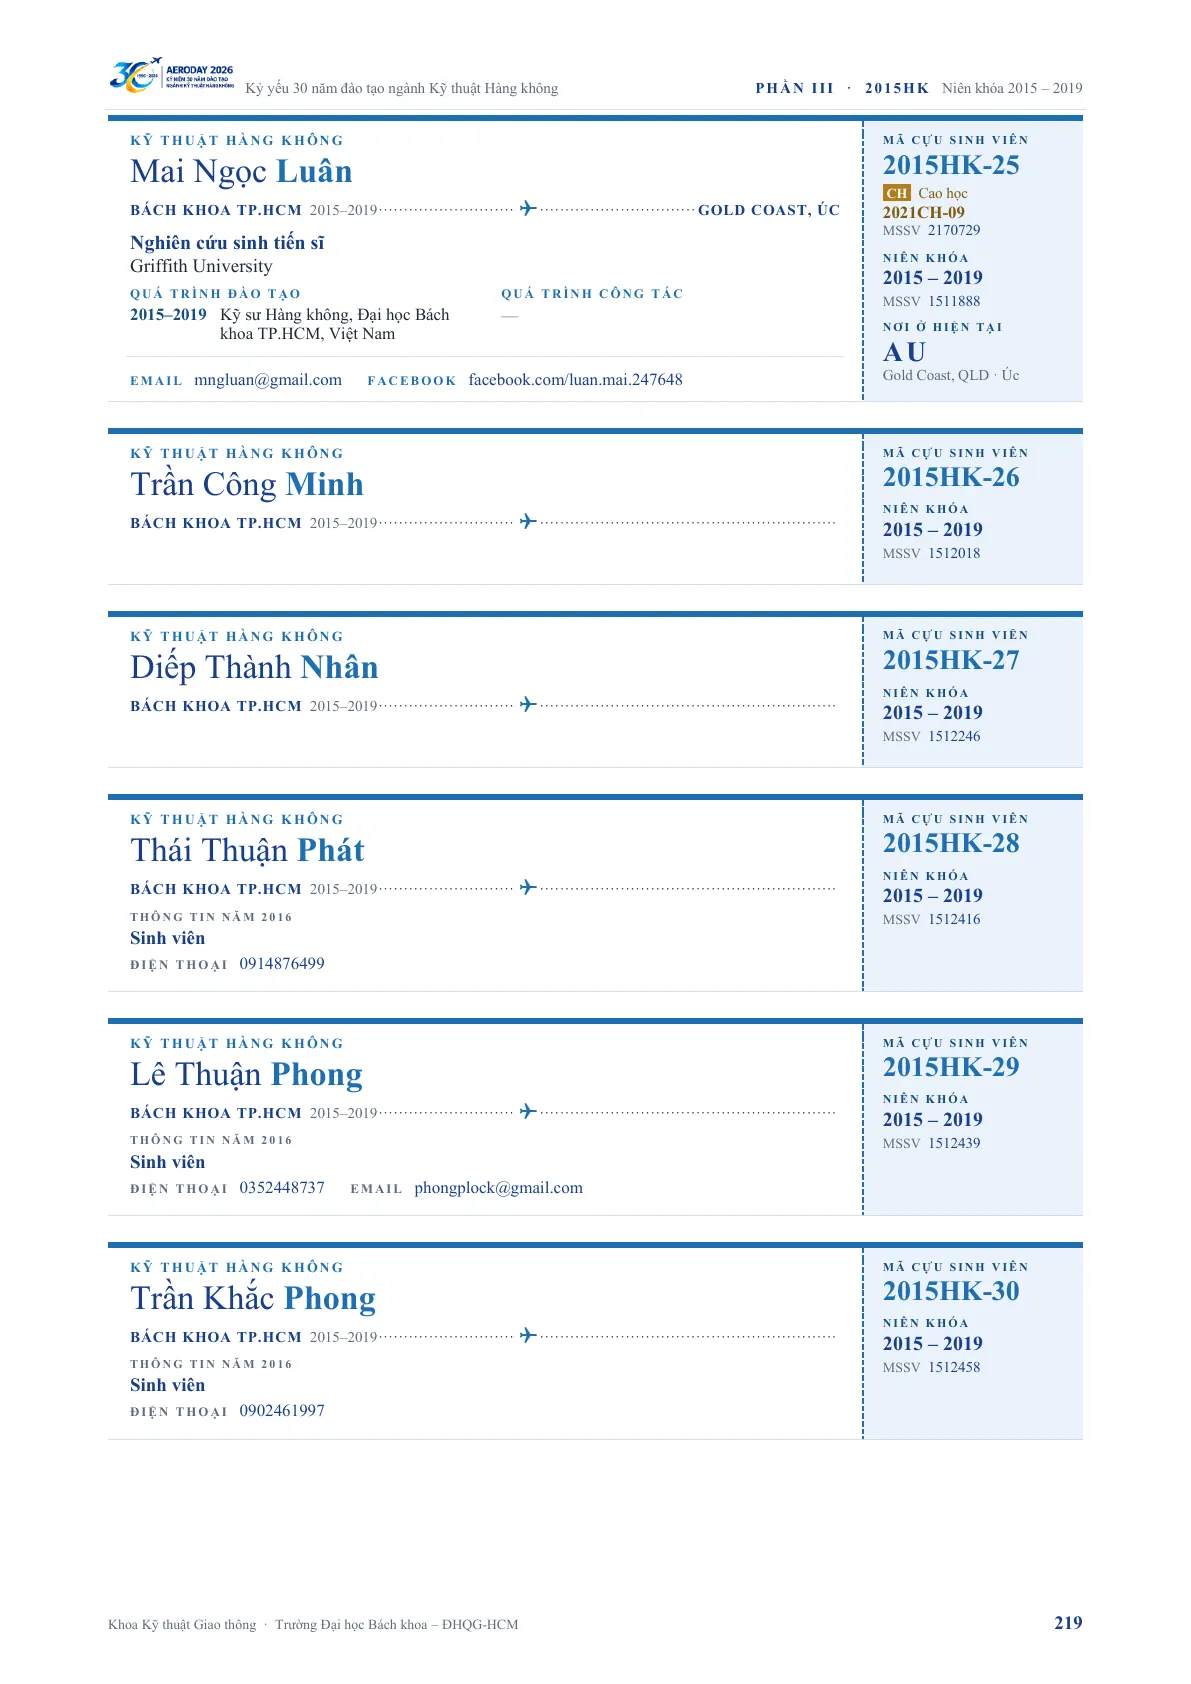 30 1996 - 2026 AERODAY 2026
KỶ NIỆM 30 NĂM ĐÀO TẠO
NGÀNH KỸ THUẬT HÀNG KHÔNG
Kỷ yếu 30 năm đào tạo ngành Kỹ thuật Hàng không
PHẦN III · 2015HK Niên khóa 2015 – 2019
KỸ THUẬT HÀNG KHÔNG
Mai Ngọc Luân
BÁCH KHOA TP.HCM 2015–2019 GOLD COAST, ÚC
Nghiên cứu sinh tiến sĩ
Griffith University
QUÁ TRÌNH ĐÀO TẠO
2015–2019 Kỹ sư Hàng không, Đại học Bách
khoa TP.HCM, Việt Nam
QUÁ TRÌNH CÔNG TÁC
—
EMAIL mngluan@gmail.com FACEBOOK facebook.com/luan.mai.247648
MÃ CỰU SINH VIÊN
2015HK-25
CH Cao học
2021CH-09
MSSV 2170729
NIÊN KHÓA
2015 – 2019
MSSV 1511888
NƠI Ở HIỆN TẠI
AU
Gold Coast, QLD · Úc
KỸ THUẬT HÀNG KHÔNG
Trần Công Minh
BÁCH KHOA TP.HCM 2015–2019
MÃ CỰU SINH VIÊN
2015HK-26
NIÊN KHÓA
2015 – 2019
MSSV 1512018
KỸ THUẬT HÀNG KHÔNG
Diếp Thành Nhân
BÁCH KHOA TP.HCM 2015–2019
MÃ CỰU SINH VIÊN
2015HK-27
NIÊN KHÓA
2015 – 2019
MSSV 1512246
KỸ THUẬT HÀNG KHÔNG
Thái Thuận Phát
BÁCH KHOA TP.HCM 2015–2019
THÔNG TIN NĂM 2016
Sinh viên
ĐIỆN THOẠI 0914876499
MÃ CỰU SINH VIÊN
2015HK-28
NIÊN KHÓA
2015 – 2019
MSSV 1512416
KỸ THUẬT HÀNG KHÔNG
Lê Thuận Phong
BÁCH KHOA TP.HCM 2015–2019
THÔNG TIN NĂM 2016
Sinh viên
ĐIỆN THOẠI 0352448737 EMAIL phongplock@gmail.com
MÃ CỰU SINH VIÊN
2015HK-29
NIÊN KHÓA
2015 – 2019
MSSV 1512439
KỸ THUẬT HÀNG KHÔNG
Trần Khắc Phong
BÁCH KHOA TP.HCM 2015–2019
THÔNG TIN NĂM 2016
Sinh viên
ĐIỆN THOẠI 0902461997
MÃ CỰU SINH VIÊN
2015HK-30
NIÊN KHÓA
2015 – 2019
MSSV 1512458
Khoa Kỹ thuật Giao thông · Trường Đại học Bách khoa – ĐHQG-HCM
219